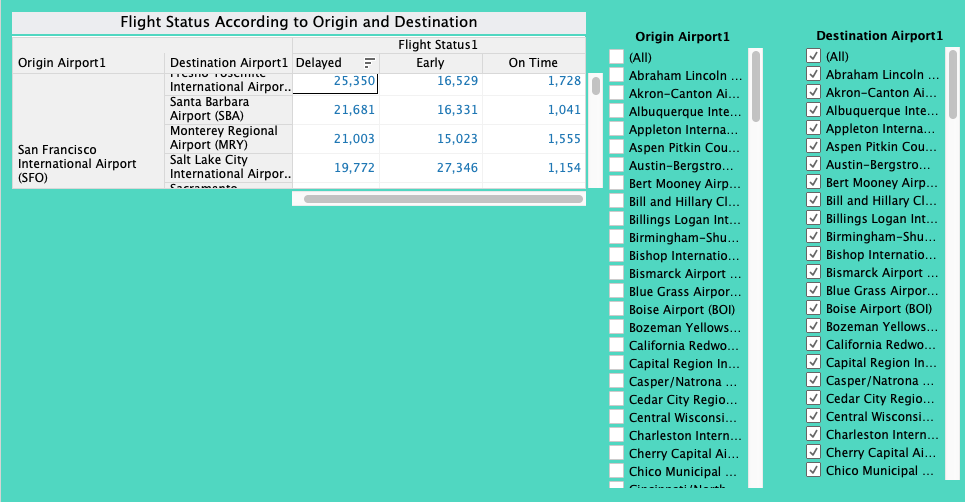 Flight Status According to Origin and Destination
Flight Status1
Origin Airport1 Destination Airport1 Delayed Early On Time
Fresno Yosemite
International Airpor.. 25,350 16,529 1,728
Santa Barbara
Airport (SBA) 21,681 16,331 1,041
Monterey Regional
Airport (MRY) 21,003 15,023 1,555
San Francisco
International Airport
(SFO)
Salt Lake City
International Airpor.. 19,772 27,346 1,154
Sacramento
Origin Airport1
(All)
Abraham Lincoln ...
Akron-Canton Ai...
Albuquerque Inte...
Appleton Interna...
Aspen Pitkin Cou...
Austin-Bergstro...
Bert Mooney Airp...
Bill and Hillary Cl...
Billings Logan Int...
Birmingham-Shu...
Bishop Internatio...
Bismarck Airport ...
Blue Grass Airpor...
Boise Airport (BOI)
Bozeman Yellows...
California Redwo...
Capital Region In...
Casper/Natrona ...
Cedar City Regio...
Central Wisconsi...
Charleston Intern...
Cherry Capital Ai...
Chico Municipal ...
Cincinnati/North...
Destination Airport1
(All)
Abraham Lincoln ...
Akron-Canton Ai...
Albuquerque Inte...
Appleton Interna...
Aspen Pitkin Cou...
Austin-Bergstro...
Bert Mooney Airp...
Bill and Hillary Cl...
Billings Logan Int...
Birmingham-Shu...
Bishop Internatio...
Bismarck Airport ...
Blue Grass Airpor...
Boise Airport (BOI)
Bozeman Yellows...
California Redwo...
Capital Region In...
Casper/Natrona ...
Cedar City Regio...
Central Wisconsi...
Charleston Intern...
Cherry Capital Ai...
Chico Municipal ...